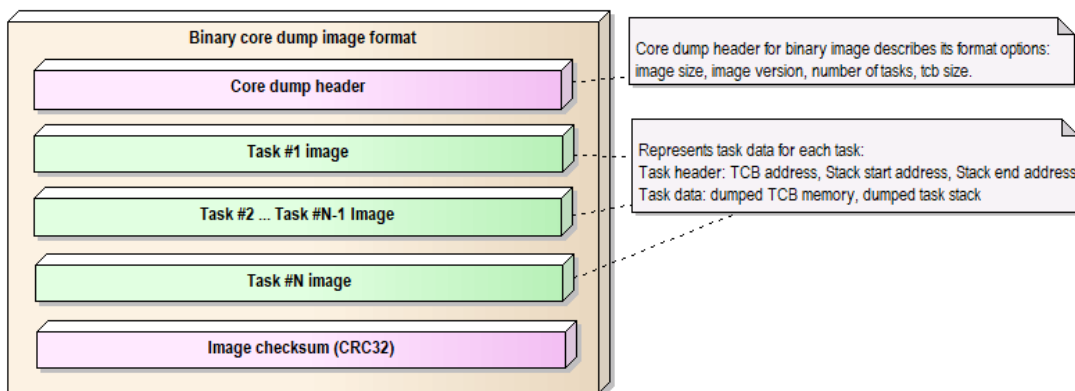 Binary core dump image format
Core dump header
Core dump header for binary image describes its format options:
image size, image version, number of tasks, tcb size.
Task #1 image
Represents task data for each task:
Task header: TCB address, Stack start address, Stack end address
Task data: dumped TCB memory, dumped task stack
Task #2 ... Task #N-1 Image
Task #N image
Image checksum (CRC32)